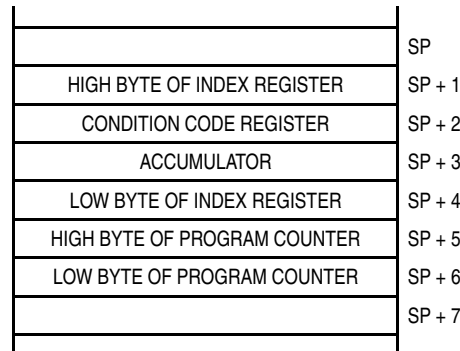 SP
HIGH BYTE OF INDEX REGISTER SP + 1
CONDITION CODE REGISTER SP + 2
ACCUMULATOR SP + 3
LOW BYTE OF INDEX REGISTER SP + 4
HIGH BYTE OF PROGRAM COUNTER SP + 5
LOW BYTE OF PROGRAM COUNTER SP + 6
SP + 7